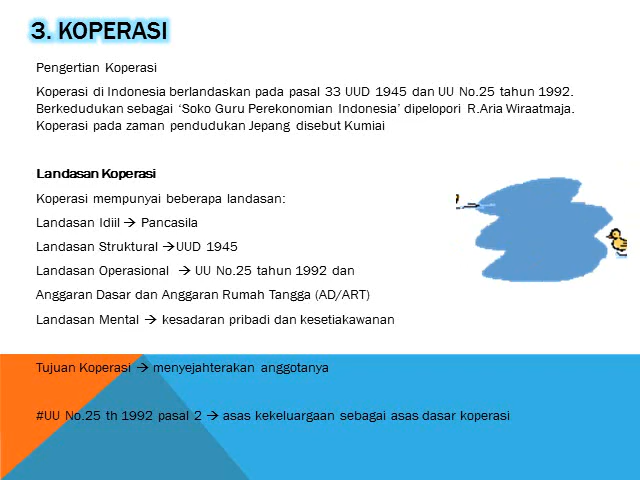 3. KOPERASI
Pengertian Koperasi
Koperasi di Indonesia berlandaskan pada pasal 33 UUD 1945 dan UU No.25 tahun 1992.
Berkedudukan sebagai ‘Soko Guru Perekonomian Indonesia’ dipelopori R.Aria Wiraatmaja.
Koperasi pada zaman pendudukan Jepang disebut Kumiai
Landasan Koperasi
Koperasi mempunyai beberapa landasan:
Landasan Idiil → Pancasila
Landasan Struktural →UUD 1945
Landasan Operasional → UU No.25 tahun 1992 dan
Anggaran Dasar dan Anggaran Rumah Tangga (AD/ART)
Landasan Mental → kesadaran pribadi dan kesetiakawanan
Tujuan Koperasi → menyejahterakan anggotanya
#UU No.25 th 1992 pasal 2 → asas kekeluargaan sebagai asas dasar koperasi